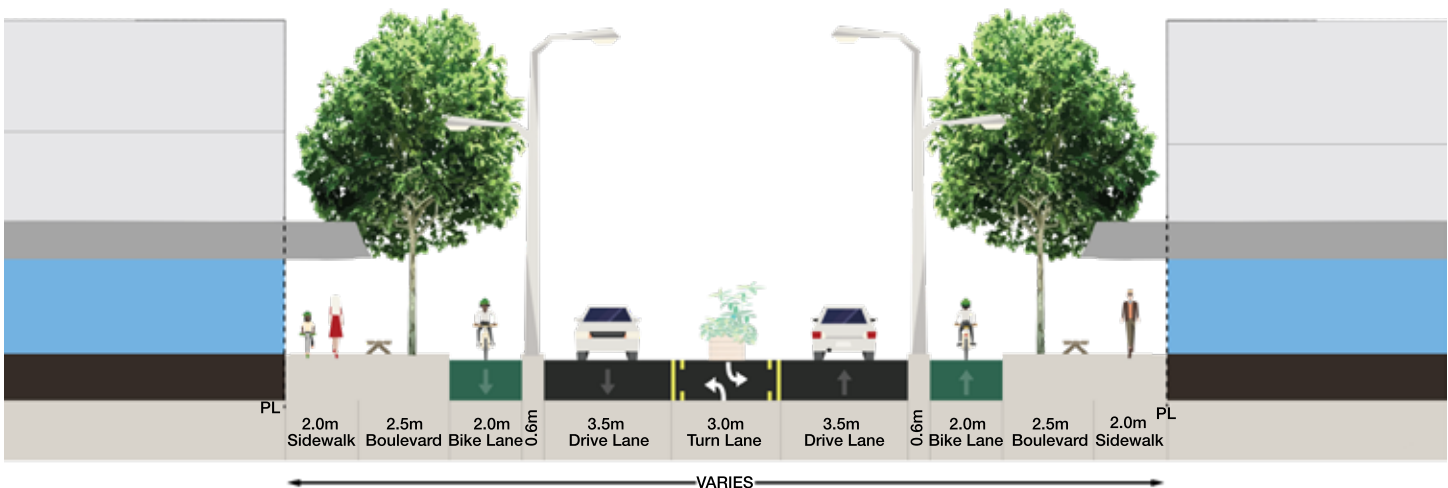 PL
2.0m
Sidewalk
2.5m
Boulevard
2.0m
Bike Lane
0.6m
3.5m
Drive Lane
3.0m
Turn Lane
3.5m
Drive Lane
0.6m
2.0m
Bike Lane
2.5m
Boulevard
2.0m
Sidewalk
PL
VARIES